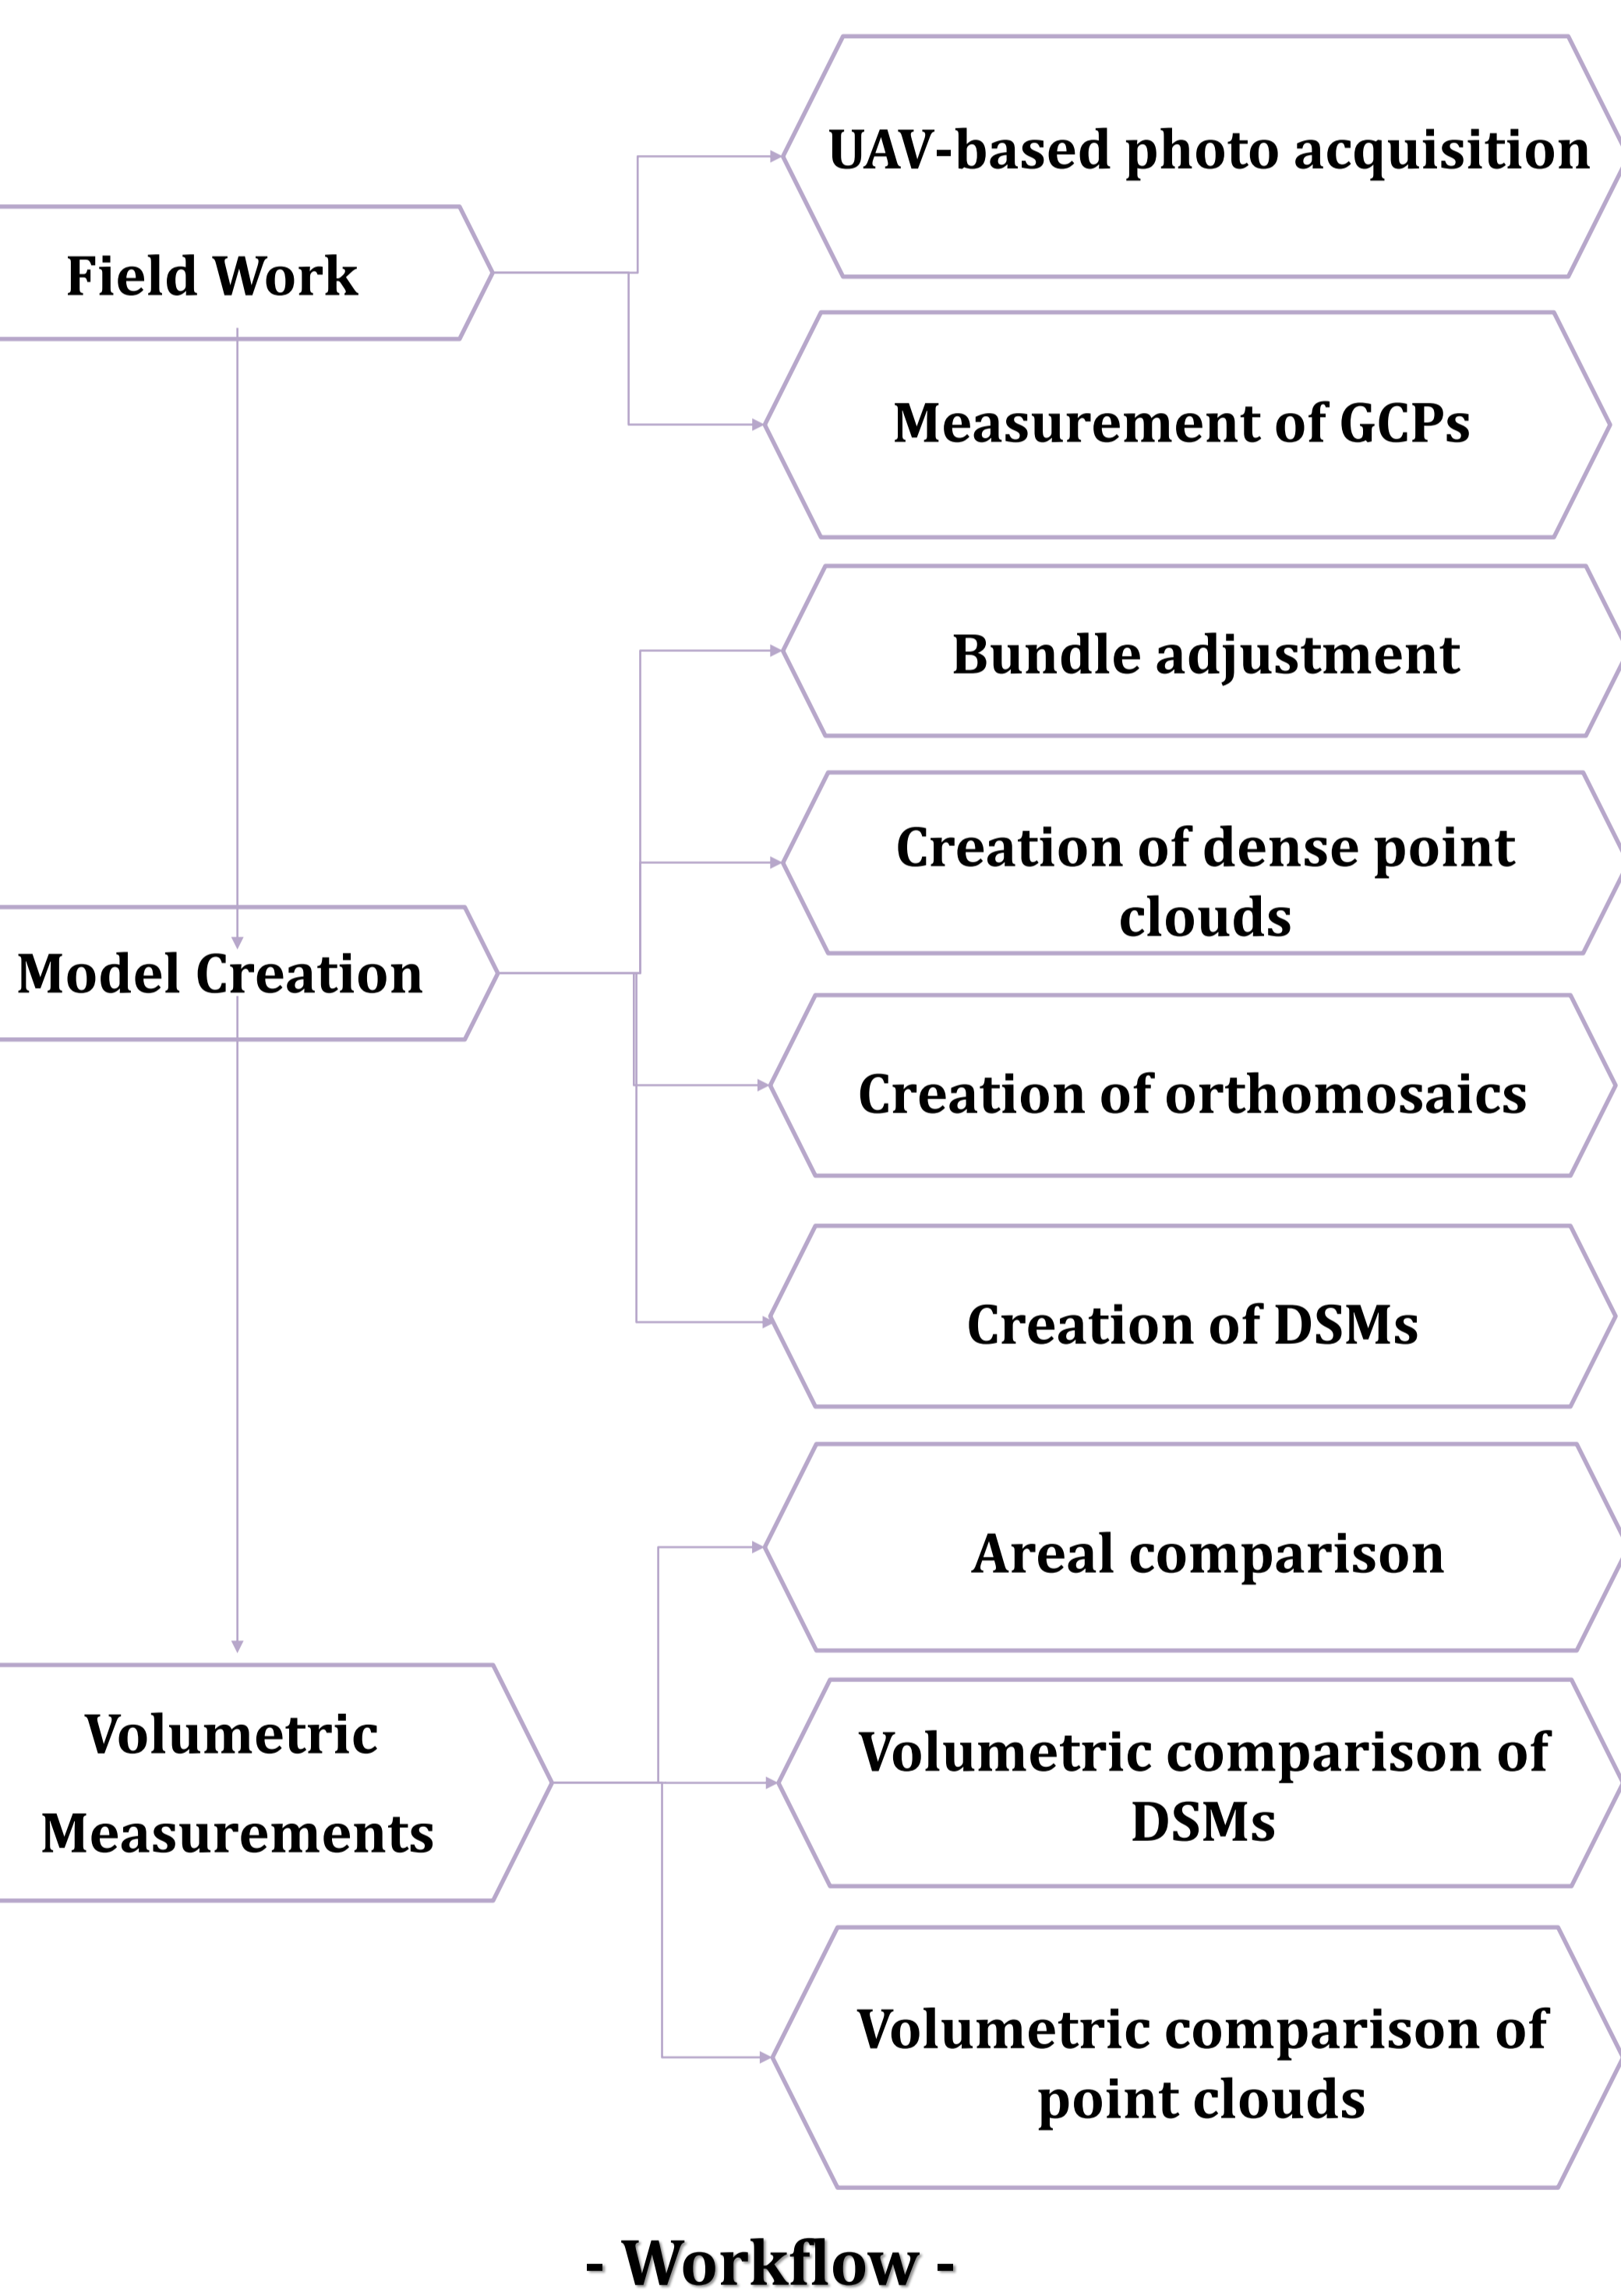 UAV-based photo acquisition
Field Work
Measurement of GCPs
Bundle adjustment
Creation of dense point
clouds
Model Creation
Creation of orthomosaics
Creation of DSMs
Areal comparison
Volumetric
Measurements
Volumetric comparison of
DSMs
Volumetric comparison of
point clouds
- Workflow -